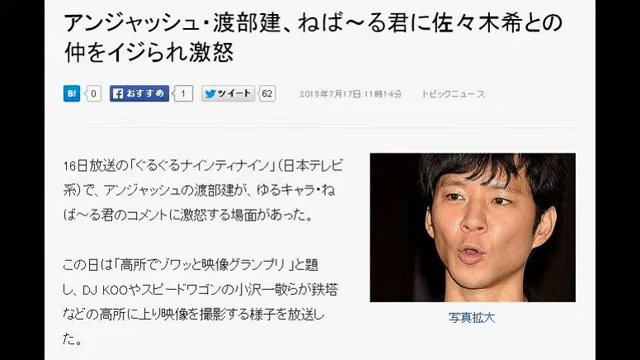 アンジャッシュ・渡部建、ねば〜る君に佐々木希との
仲をイジられ激怒
B! 0 おすすめ 1 ツイート 62 2015年7月17日 11時14分 トピックニュース
16日放送の「ぐるぐるナインティナイン」（日本テレビ
系）で、アンジャッシュの渡部建が、ゆるキャラ・ね
ば〜る君のコメントに激怒する場面があった。
この日は「高所でゾワッと映像グランプリ」と題
し、DJ KOOやスピードワゴンの小沢一敬らが鉄塔
などの高所に上り映像を撮影する様子を放送し
た。
写真拡大